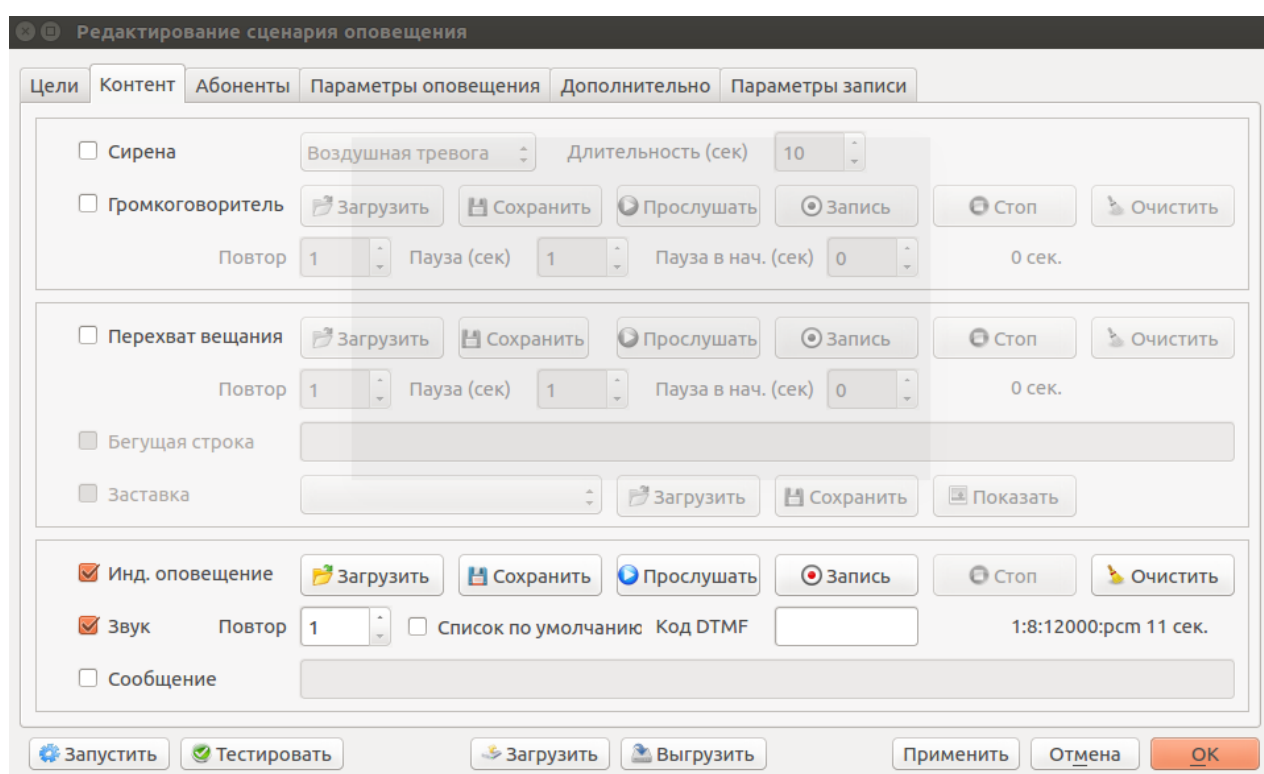 Редактирование сценария оповещения
Цели Контент Абоненты Параметры оповещения Дополнительно Параметры записи
Сирена Воздушная тревога Длительность (сек) 10
Громкоговоритель Загрузить Сохранить Прослушать Запись Стоп Очистить
Повтор 1 Пауза (сек) 1 Пауза в нач. (сек) 0 0 сек.
Перехват вещания Загрузить Сохранить Прослушать Запись Стоп Очистить
Повтор 1 Пауза (сек) 1 Пауза в нач. (сек) 0 0 сек.
Бегущая строка
Заставка Загрузить Сохранить Показать
Инд. оповещение Загрузить Сохранить Прослушать Запись Стоп Очистить
Звук Повтор 1 Список по умолчанию Код DTMF 1:8:12000:pcm 11 сек.
Сообщение
Запустить Тестировать Загрузить Выгрузить Применить Отмена OK